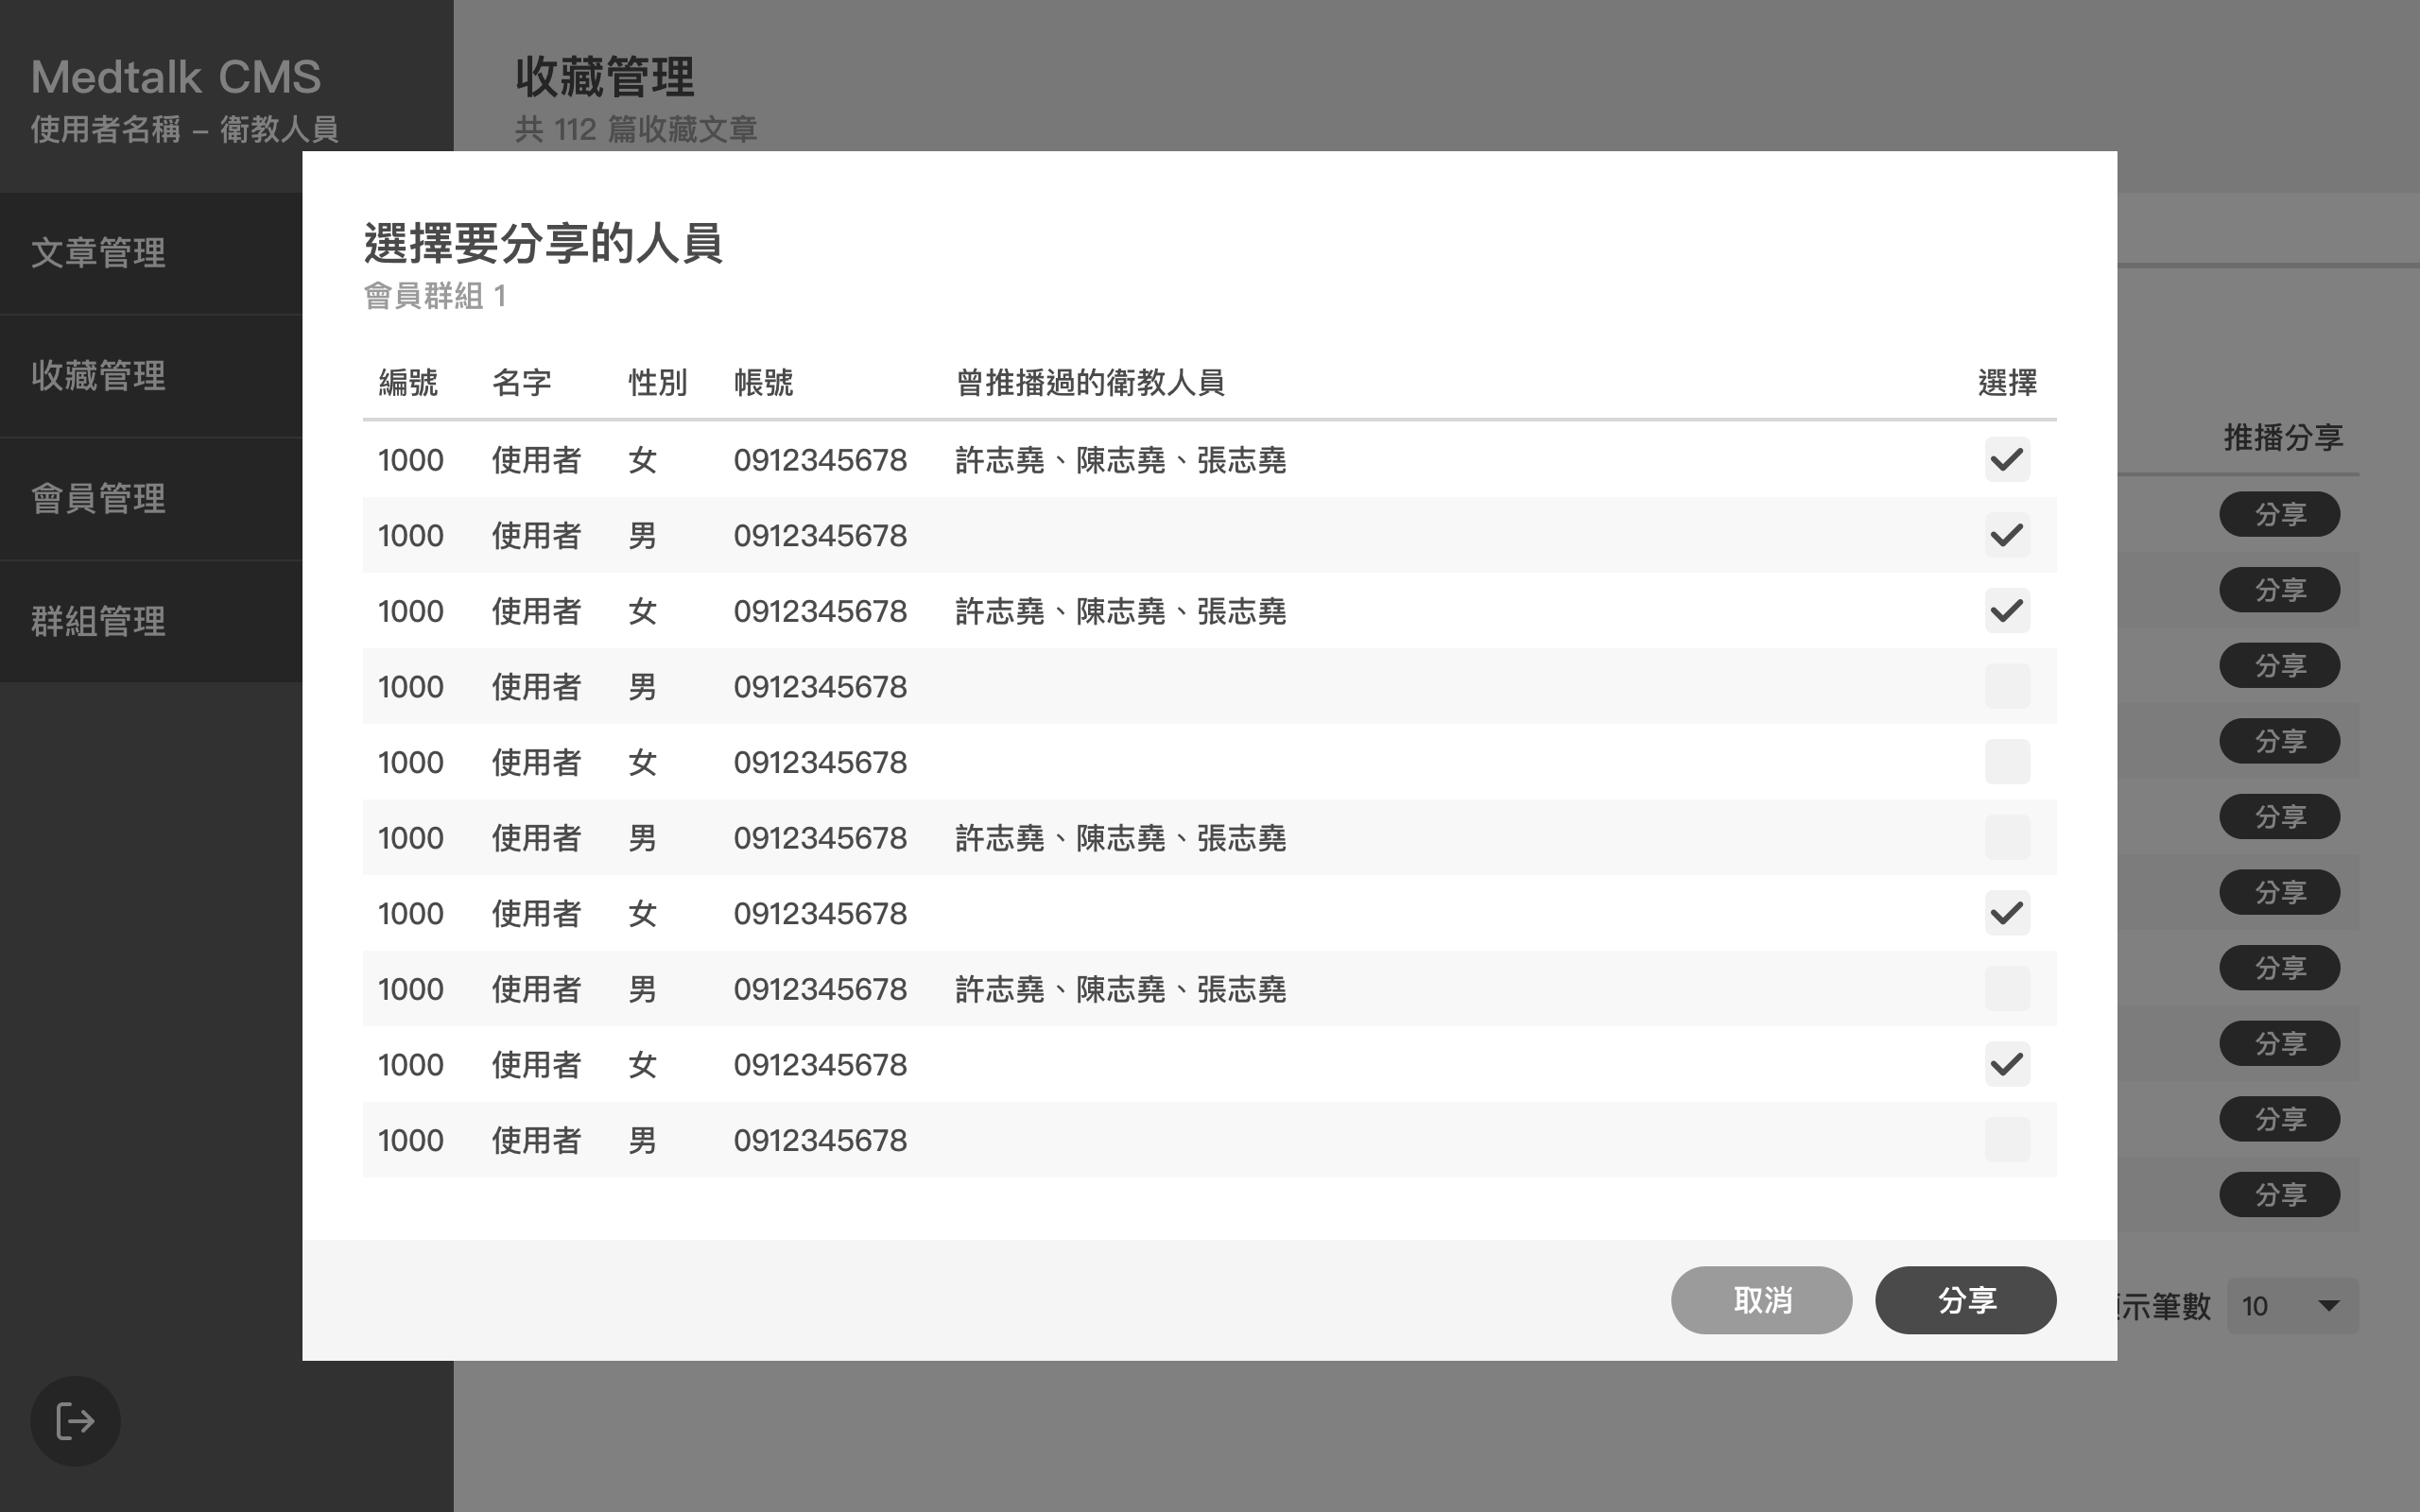 Medtalk CMS
使用者名稱 – 衛教人員
文章管理
收藏管理
會員管理
群組管理
收藏管理
共 112 篇收藏文章
選擇要分享的人員
會員群組 1
編號 名字 性別 帳號 曾推播過的衛教人員 選擇
1000 使用者 女 0912345678 許志堯、陳志堯、張志堯
1000 使用者 男 0912345678
1000 使用者 女 0912345678 許志堯、陳志堯、張志堯
1000 使用者 男 0912345678
1000 使用者 女 0912345678
1000 使用者 男 0912345678 許志堯、陳志堯、張志堯
1000 使用者 女 0912345678
1000 使用者 男 0912345678 許志堯、陳志堯、張志堯
1000 使用者 女 0912345678
1000 使用者 男 0912345678
取消 分享
推播分享
分享
分享
分享
分享
分享
分享
分享
分享
分享
分享
示筆數 10